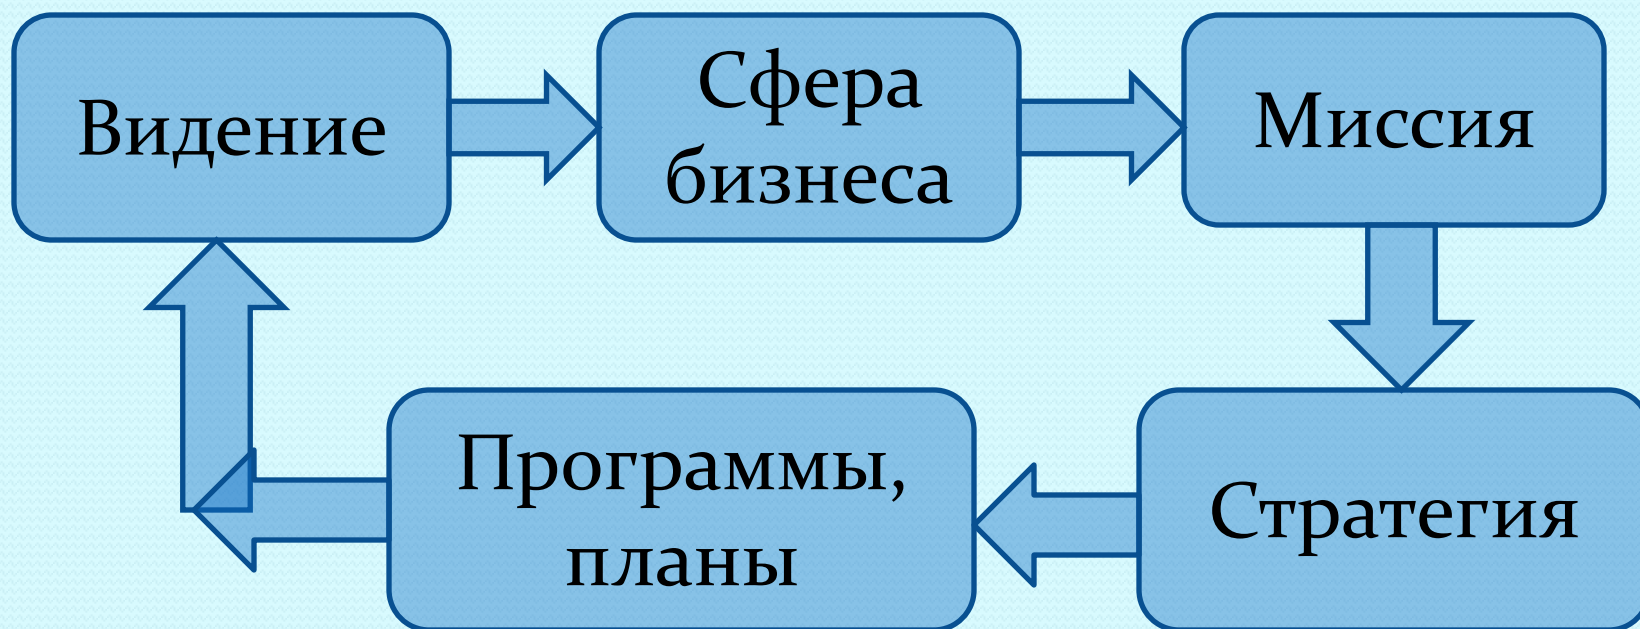 Видение
Сфера
бизнеса
Миссия
Программы,
планы
Стратегия